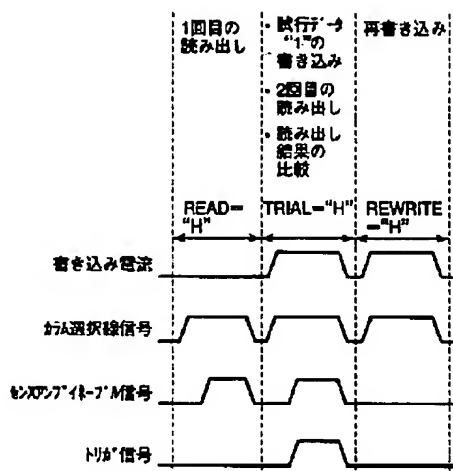 1回目の
読み出し
・試行データ
“1”の
書き込み
・2回目の
読み出し
・読み出し
結果の
比較
再書き込み
READ=
“H”
TRIAL=“H”
REWRITE
=“H”
書き込み電流
カラム選択線信号
センスアンプイネーブル信号
トリガ信号